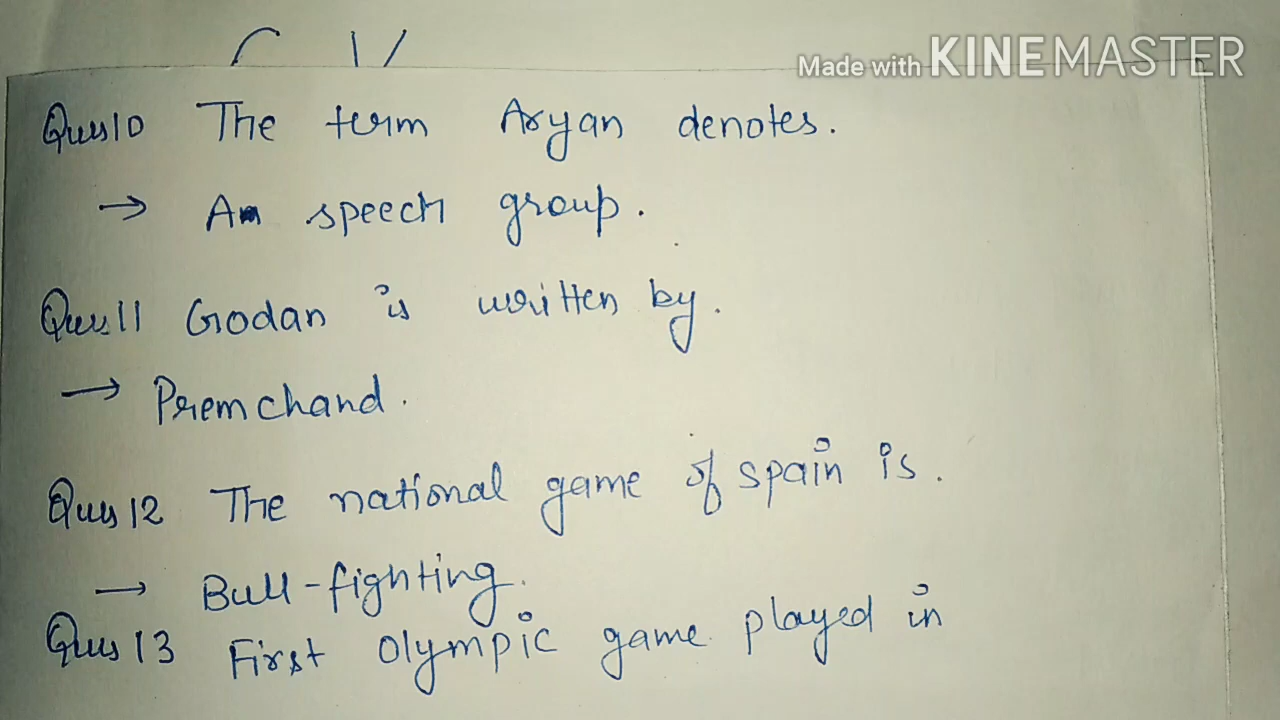 Made with KINEMASTER
Ques10 The term Aryan denotes.
→ A speech group.
Ques11 Godan is written by.
→ Premchand.
Ques12 The national game of spain is.
→ Bull-fighting.
Ques13 First Olympic game played in